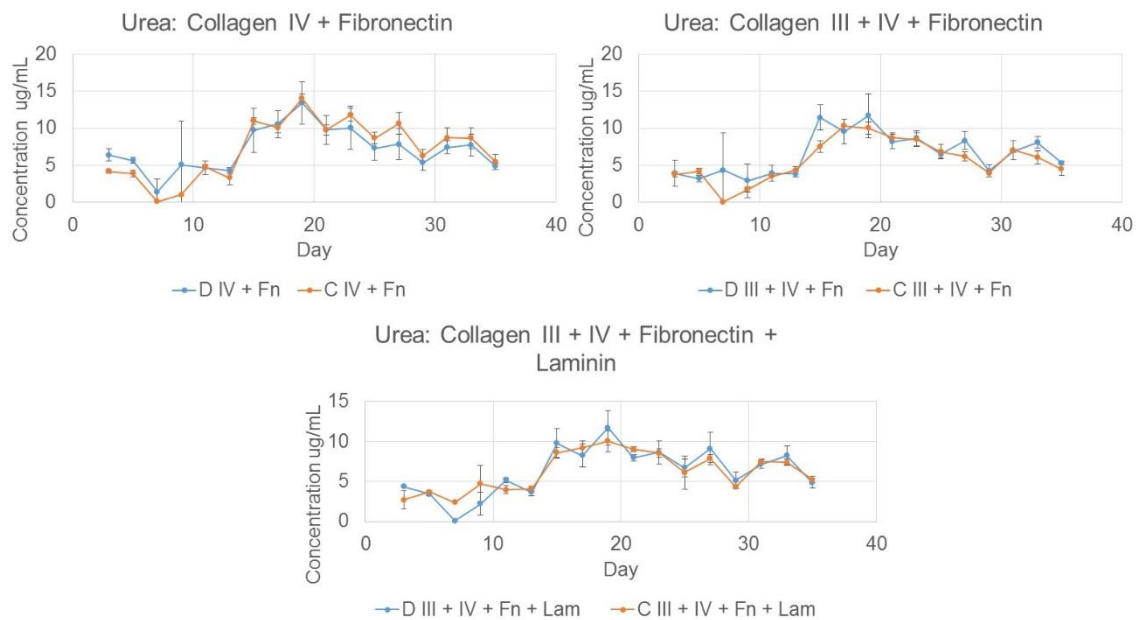 Urea: Collagen IV + Fibronectin
20
15
10
5
0
Concentration ug/mL
0 10 20 30 40
Day
D IV + Fn C IV + Fn
Urea: Collagen III + IV + Fibronectin
20
15
10
5
0
Concentration ug/mL
0 10 20 30 40
Day
D III + IV + Fn C III + IV + Fn
Urea: Collagen III + IV + Fibronectin +
Laminin
15
10
5
0
Concentration ug/mL
0 10 20 30 40
Day
D III + IV + Fn + Lam C III + IV + Fn + Lam